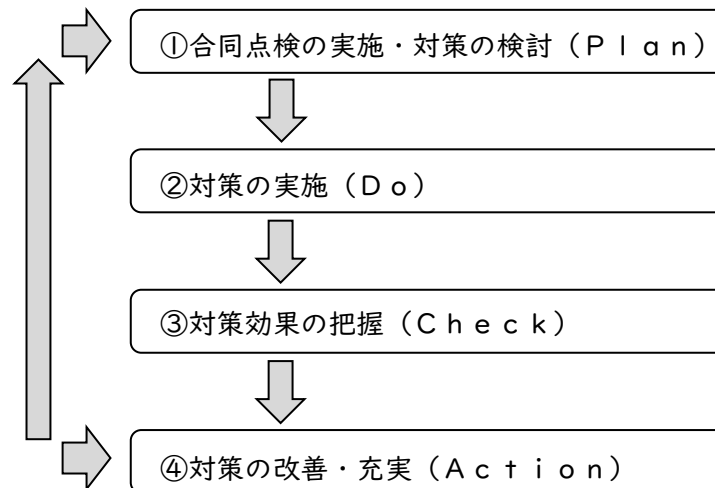 ①合同点検の実施・対策の検討（Ｐｌａｎ）
②対策の実施（Ｄｏ）
③対策効果の把握（Ｃｈｅｃｋ）
④対策の改善・充実（Ａｃｔｉｏｎ）